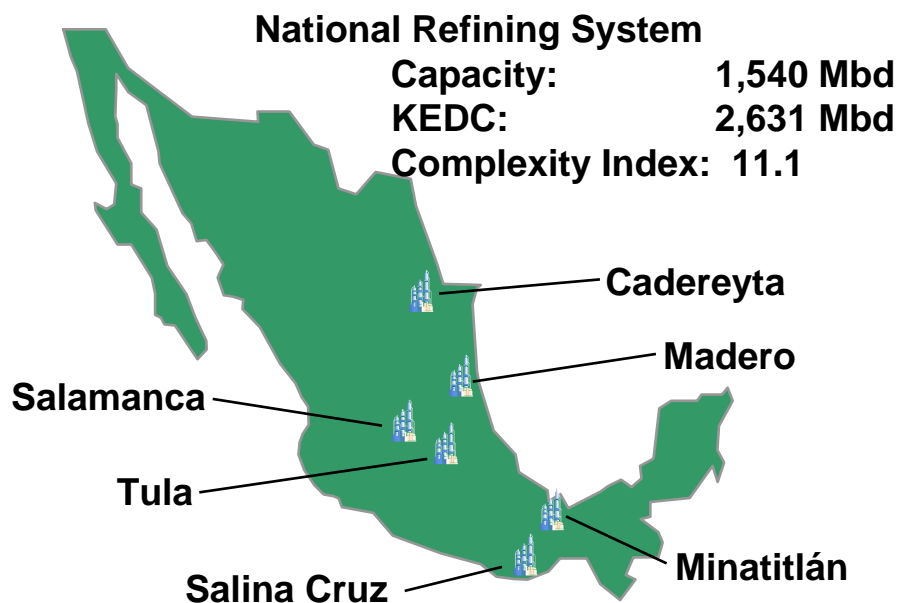 National Refining System
Capacity: 1,540 Mbd
KEDC: 2,631 Mbd
Complexity Index: 11.1
Cadereyta
Madero
Salamanca
Tula
Minatitlán
Salina Cruz